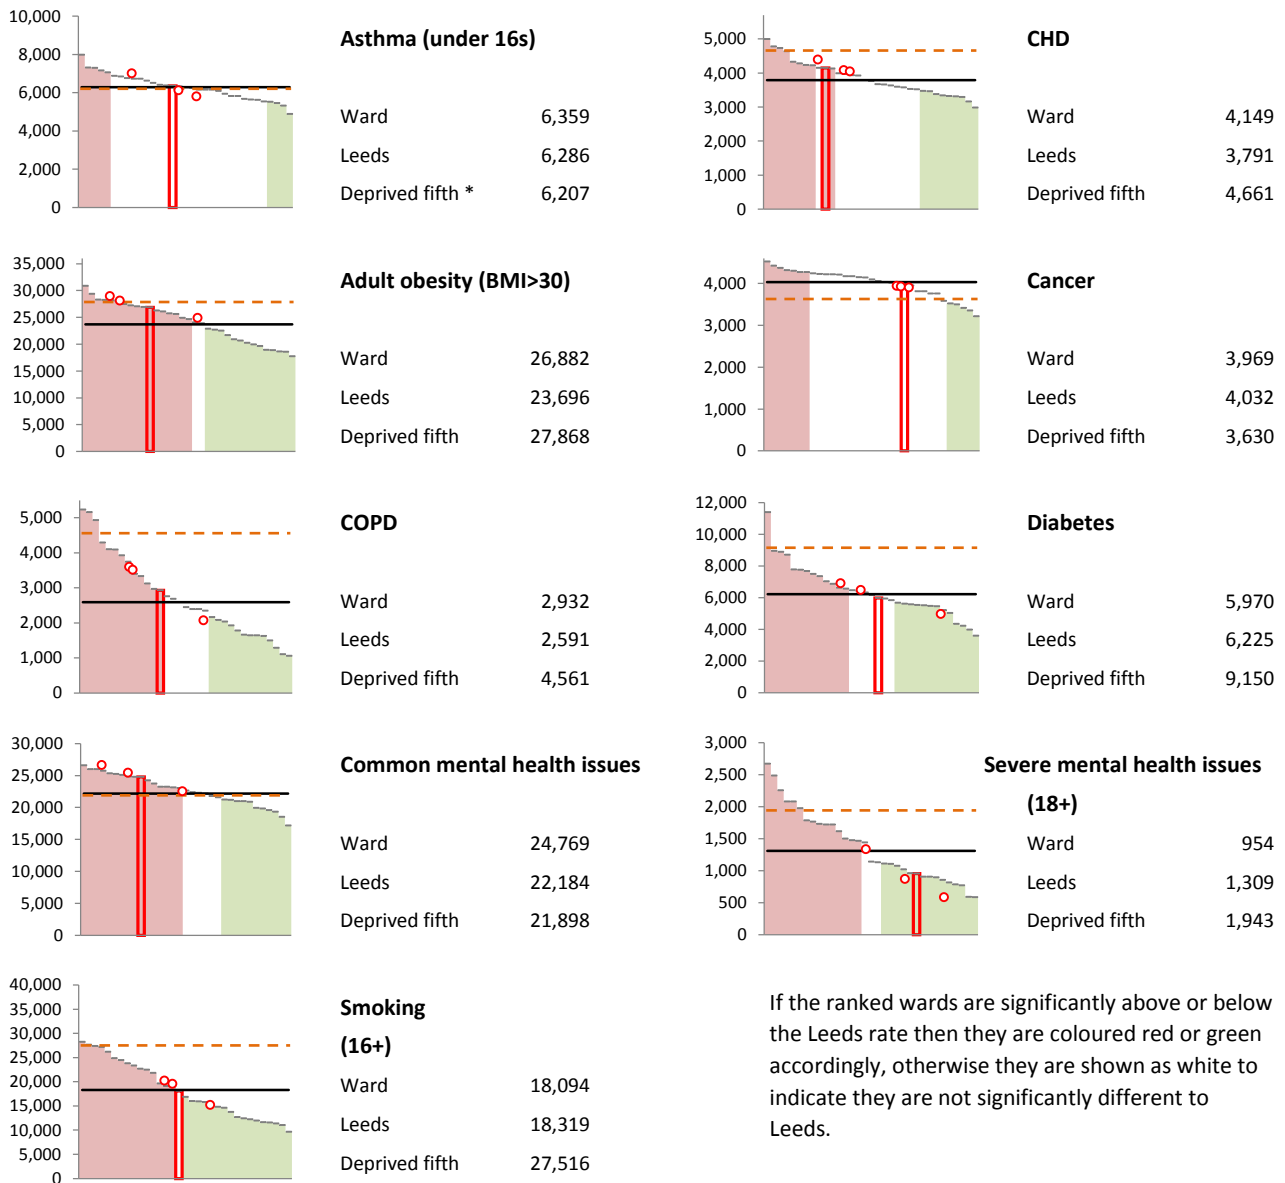 Asthma (under 16s)
10,000
8,000
6,000
4,000
2,000
0
Ward 6,359
Leeds 6,286
Deprived fifth * 6,207
CHD
5,000
4,000
3,000
2,000
1,000
0
Ward 4,149
Leeds 3,791
Deprived fifth 4,661
Adult obesity (BMI>30)
35,000
30,000
25,000
20,000
15,000
10,000
5,000
0
Ward 26,882
Leeds 23,696
Deprived fifth 27,868
Cancer
4,000
3,000
2,000
1,000
0
Ward 3,969
Leeds 4,032
Deprived fifth 3,630
COPD
5,000
4,000
3,000
2,000
1,000
0
Ward 2,932
Leeds 2,591
Deprived fifth 4,561
Diabetes
12,000
10,000
8,000
6,000
4,000
2,000
0
Ward 5,970
Leeds 6,225
Deprived fifth 9,150
Common mental health issues
30,000
25,000
20,000
15,000
10,000
5,000
0
Ward 24,769
Leeds 22,184
Deprived fifth 21,898
Severe mental health issues
(18+)
3,000
2,500
2,000
1,500
1,000
500
0
Ward 954
Leeds 1,309
Deprived fifth 1,943
Smoking
(16+)
40,000
35,000
30,000
25,000
20,000
15,000
10,000
5,000
0
Ward 18,094
Leeds 18,319
Deprived fifth 27,516
If the ranked wards are significantly above or below
the Leeds rate then they are coloured red or green
accordingly, otherwise they are shown as white to
indicate they are not significantly different to
Leeds.